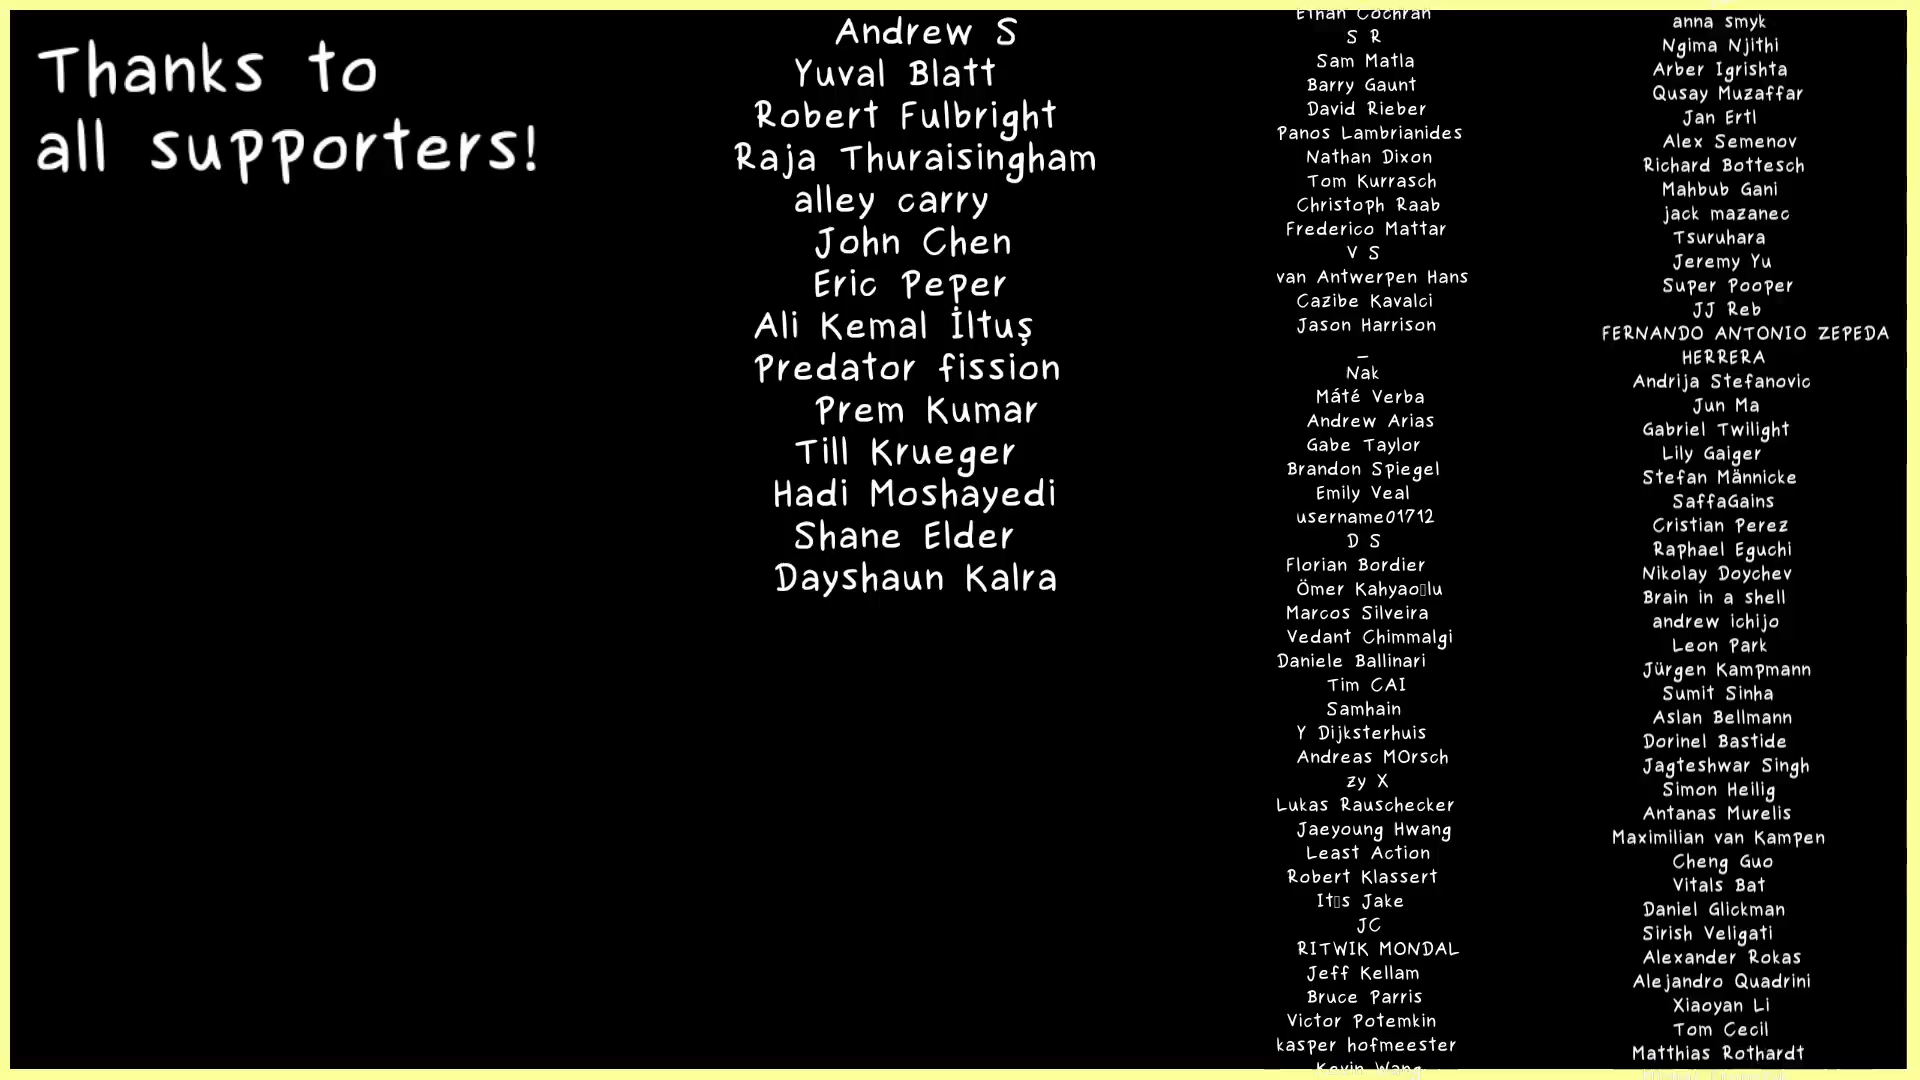 Thanks to
all supporters!
Andrew S
Yuval Blatt
Robert Fulbright
Raja Thuraisingham
alley carry
John Chen
Eric Peper
Ali Kemal İltuş
Predator fission
Prem Kumar
Till Krueger
Hadi Moshayedi
Shane Elder
Dayshaun Kalra
Ethan Cochran
S R
Sam Matla
Barry Gaunt
David Rieber
Panos Lambrianides
Nathan Dixon
Tom Kurrasch
Christoph Raab
Frederico Mattar
V S
van Antwerpen Hans
Cazibe Kavalci
Jason Harrison
_
Nak
Máté Verba
Andrew Arias
Gabe Taylor
Brandon Spiegel
Emily Veal
username01712
D S
Florian Bordier
Ömer Kahyao▯lu
Marcos Silveira
Vedant Chimmalgi
Daniele Ballinari
Tim CAI
Samhain
Y Dijksterhuis
Andreas MOrsch
zy X
Lukas Rauschecker
Jaeyoung Hwang
Least Action
Robert Klassert
It▯s Jake
JC
RITWIK MONDAL
Jeff Kellam
Bruce Parris
Victor Potemkin
kasper hofmeester
Kevin Wang
anna smyk
Ngima Njithi
Arber Igrishta
Qusay Muzaffar
Jan Ertl
Alex Semenov
Richard Bottesch
Mahbub Gani
jack mazanec
Tsuruhara
Jeremy Yu
Super Pooper
JJ Reb
FERNANDO ANTONIO ZEPEDA
HERRERA
Andrija Stefanovic
Jun Ma
Gabriel Twilight
Lily Gaiger
Stefan Männicke
SaffaGains
Cristian Perez
Raphael Eguchi
Nikolay Doychev
Brain in a shell
andrew ichijo
Leon Park
Jürgen Kampmann
Sumit Sinha
Aslan Bellmann
Dorinel Bastide
Jagteshwar Singh
Simon Heilig
Antanas Murelis
Maximilian van Kampen
Cheng Guo
Vitals Bat
Daniel Glickman
Sirish Veligati
Alexander Rokas
Alejandro Quadrini
Xiaoyan Li
Tom Cecil
Matthias Rothardt